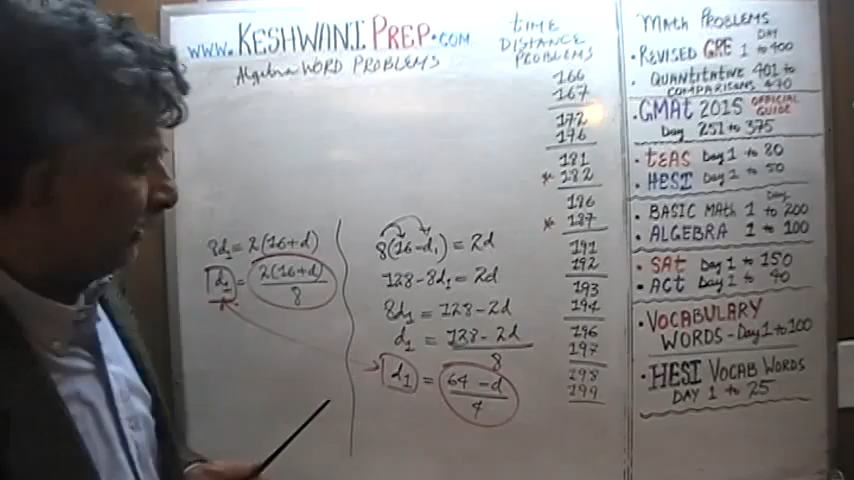 www.KESHWANIPREP.com
Algebra WORD PROBLEMS
8d₁ = 2(16+d)
d₁ = 2(16+d)
8
8(16-d₁) = 2d
128-8d₁ = 2d
8d₁ = 128-2d
d₁ = 128-2d
8
d₁ = 64-d
4
TIME
DISTANCE
PROBLEMS
166
167
172
176
181
* 182
186
* 187
191
192
193
194
196
197
198
199
Math PROBLEMS
DAY
• REVISED GRE 1 to 400
• QUANTITATIVE 401 to
COMPARISONS 470
• GMAt 2015 OFFICIAL
GUIDE
Day 251 to 375
• tEAS Day 1 to 80
• HESI Day 1 to 50
Day
• BASIC Math 1 to 200
• ALGEBRA 1 to 100
• SAt Day 1 to 150
• ACt Day 1 to 90
• VOCABULARY
WORDS - Day 1 to 100
• HESI VOCAB WORDS
DAY 1 to 25